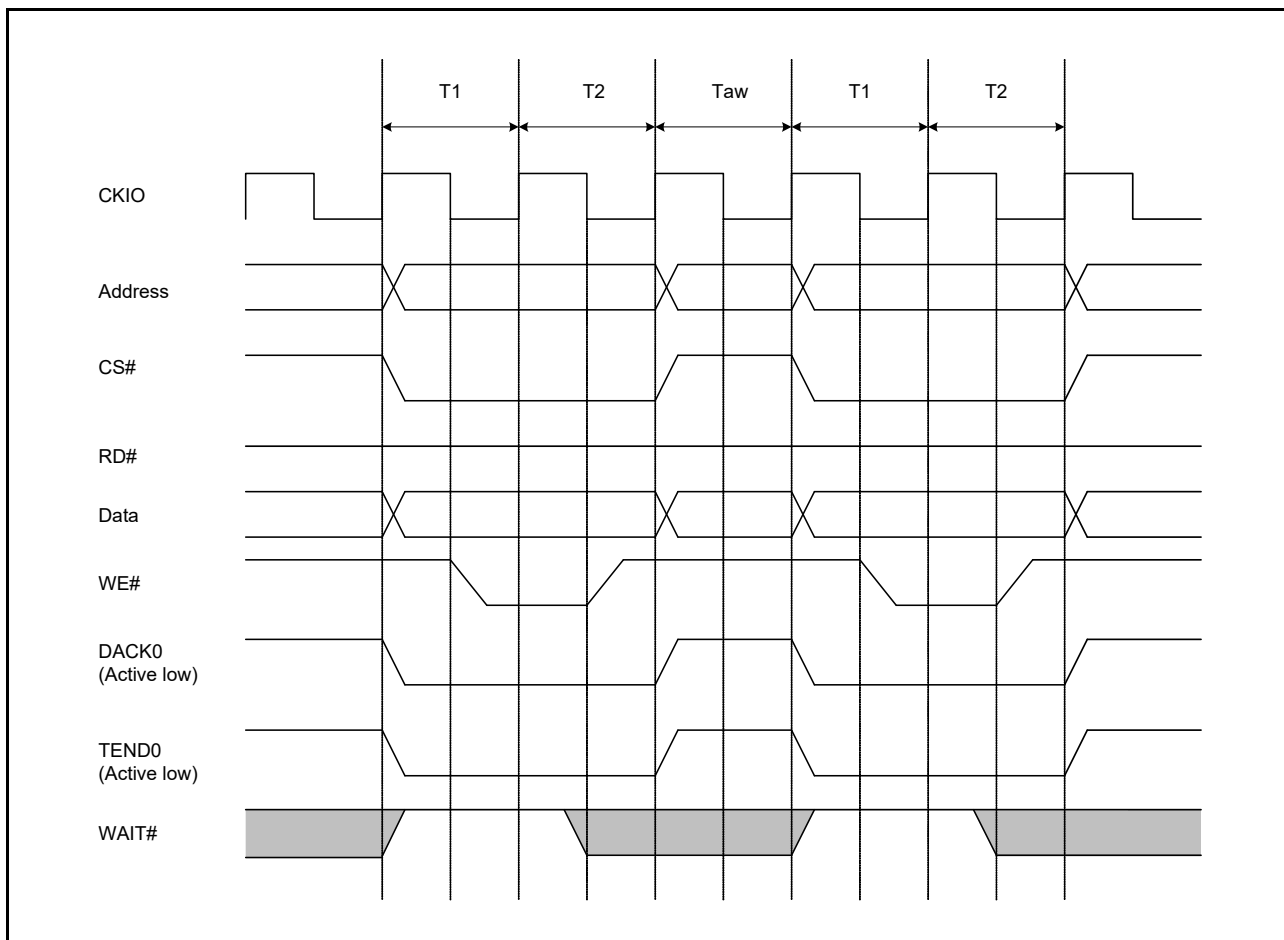 T1 T2 Taw T1 T2
CKIO
Address
CS#
RD#
Data
WE#
DACK0
(Active low)
TEND0
(Active low)
WAIT#